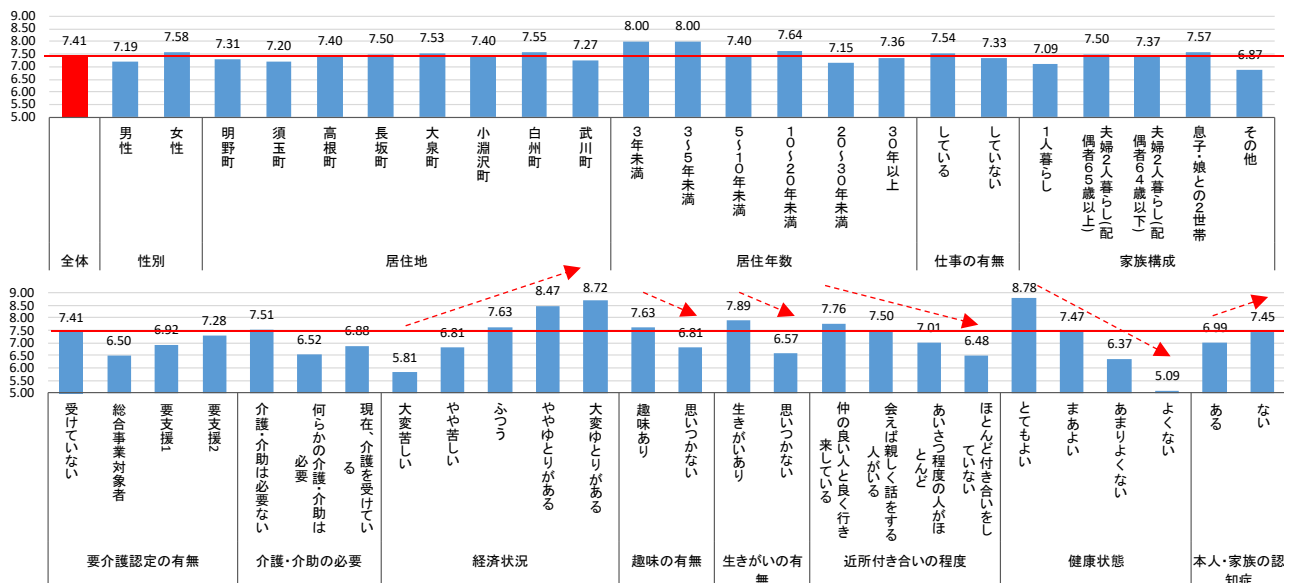 9.00
8.50
8.00
7.50
7.00
6.50
6.00
5.50
5.00
7.41
7.19
7.58
7.31
7.20
7.40
7.50
7.53
7.40
7.55
7.27
8.00
8.00
7.40
7.64
7.15
7.36
7.54
7.33
7.09
7.50
7.37
7.57
6.87
男性
女性
明野町
須玉町
高根町
長坂町
大泉町
小淵沢町
白州町
武川町
3年未満
3～5年未満
5～10年未満
10～20年未満
20～30年未満
30年以上
している
していない
1人暮らし
夫婦2人暮らし(配
偶者65歳以上)
夫婦2人暮らし(配
偶者64歳以下)
息子・娘との2世帯
その他
全体
性別
居住地
居住年数
仕事の有無
家族構成
9.00
8.50
8.00
7.50
7.00
6.50
6.00
5.50
5.00
7.41
6.50
6.92
7.28
7.51
6.52
6.88
5.81
6.81
7.63
8.47
8.72
7.63
6.81
7.89
6.57
7.76
7.50
7.01
6.48
8.78
7.47
6.37
5.09
6.99
7.45
受けていない
総合事業対象者
要支援1
要支援2
介護・介助は必要ない
何らかの介護・介助は
必要
現在、介護を受けてい
る
大変苦しい
やや苦しい
ふつう
ややゆとりがある
大変ゆとりがある
趣味あり
思いつかない
生きがいあり
思いつかない
仲の良い人と良く行き
来している
会えば親しく話をする
人がいる
あいさつ程度の人がほ
とんど
ほとんど付き合いをし
ていない
とてもよい
まあよい
あまりよくない
よくない
ある
ない
要介護認定の有無
介護・介助の必要
経済状況
趣味の有無
生きがいの有
無
近所付き合いの程度
健康状態
本人・家族の認
知症